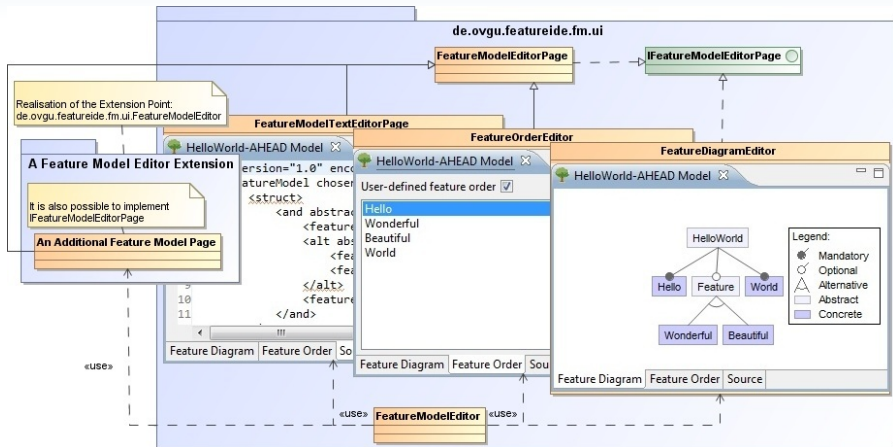 de.ovgu.featureide.fm.ui
FeatureModelEditorPage
IFeatureModelEditorPage
Realisation of the Extension Point:
de.ovgu.featureide.fm.ui.FeatureModelEditor
A Feature Model Editor Extension
It is also possible to implement
IFeatureModelEditorPage
An Additional Feature Model Page
FeatureModelTextEditorPage
HelloWorld-AHEAD Model
ersion="1.0" enco
atureModel chosen
<struct>
<and abstrac
<feature
<alt abs
<fea
<fea
9 </alt>
10 <feature
11 </and>
Feature Diagram Feature Order So
FeatureOrderEditor
HelloWorld-AHEAD Model
User-defined feature order
Hello
Wonderful
Beautiful
World
Feature Diagram Feature Order Sour
FeatureDiagramEditor
HelloWorld-AHEAD Model
HelloWorld
Hello Feature World
Wonderful Beautiful
Legend:
Mandatory
Optional
Alternative
Abstract
Concrete
Feature Diagram Feature Order Source
«use»
«use»
FeatureModelEditor
«use»